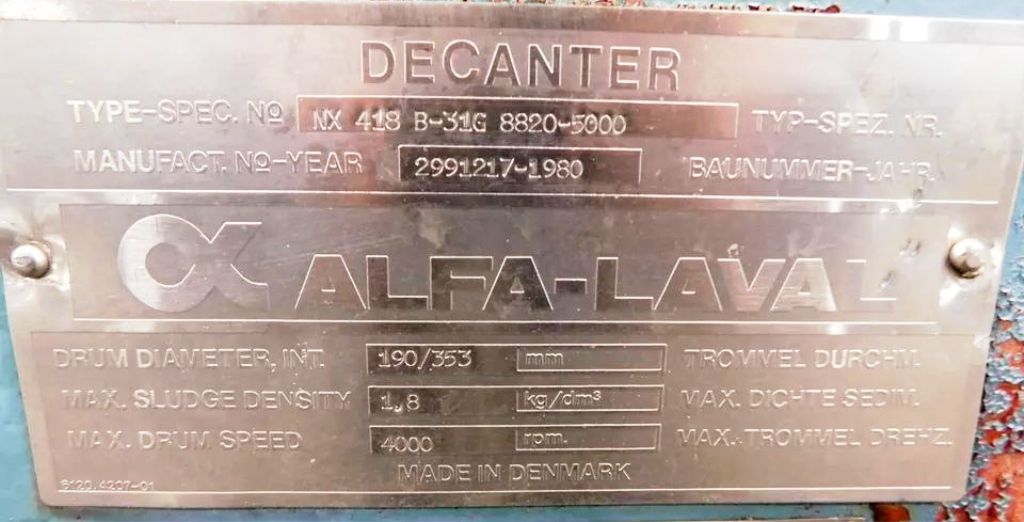 DECANTER
TYPE-SPEC. Nº NX 418 B-31G 8820-5000 TYP-SPEZ. NR.
MANUFACT. Nº-YEAR 2991217-1980 BAUNUMMER-JAHR.
ALFA-LAVAL
DRUM DIAMETER, INT. 190/353 mm TROMMEL DURCHM.
MAX. SLUDGE DENSITY 1,8 kg/dm³ MAX. DICHTE SEDIM.
MAX. DRUM SPEED 4000 rpm. MAX. TROMMEL DREHZ.
MADE IN DENMARK
6120.4207-01